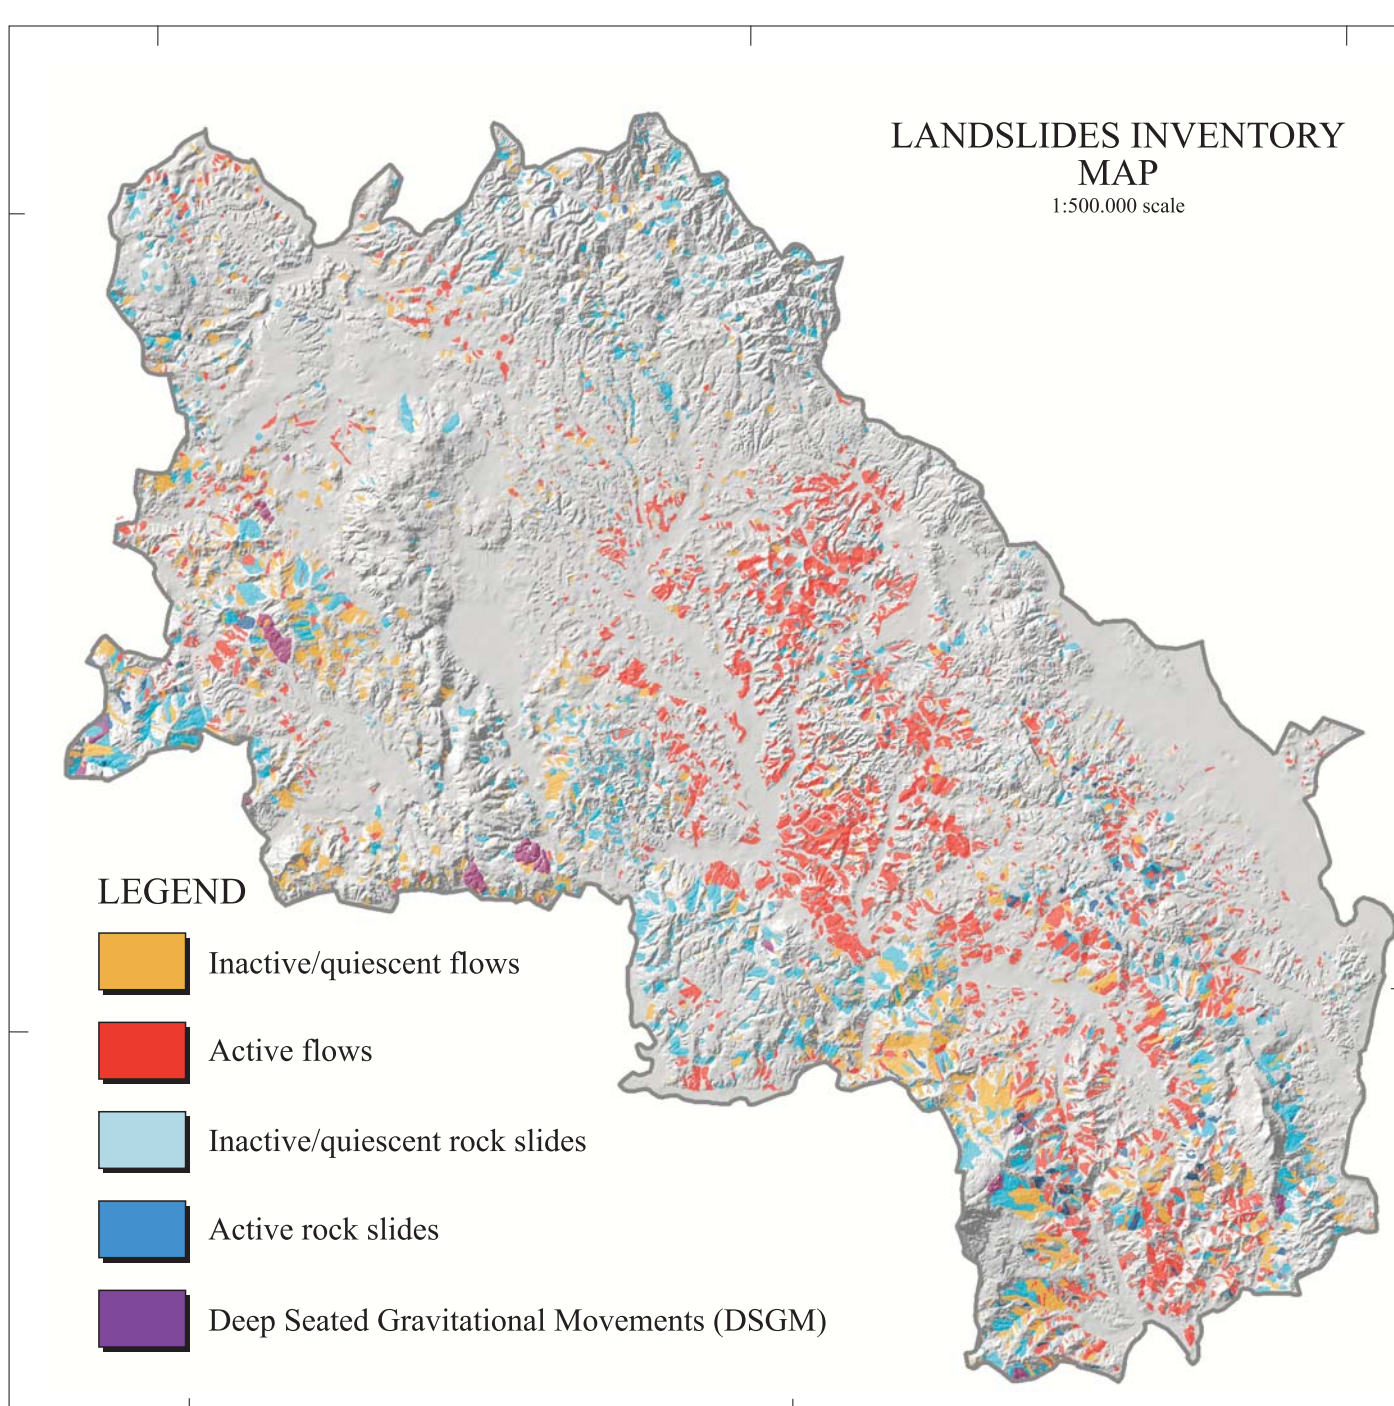 LANDSLIDES INVENTORY
MAP
1:500.000 scale
LEGEND
Inactive/quiescent flows
Active flows
Inactive/quiescent rock slides
Active rock slides
Deep Seated Gravitational Movements (DSGM)